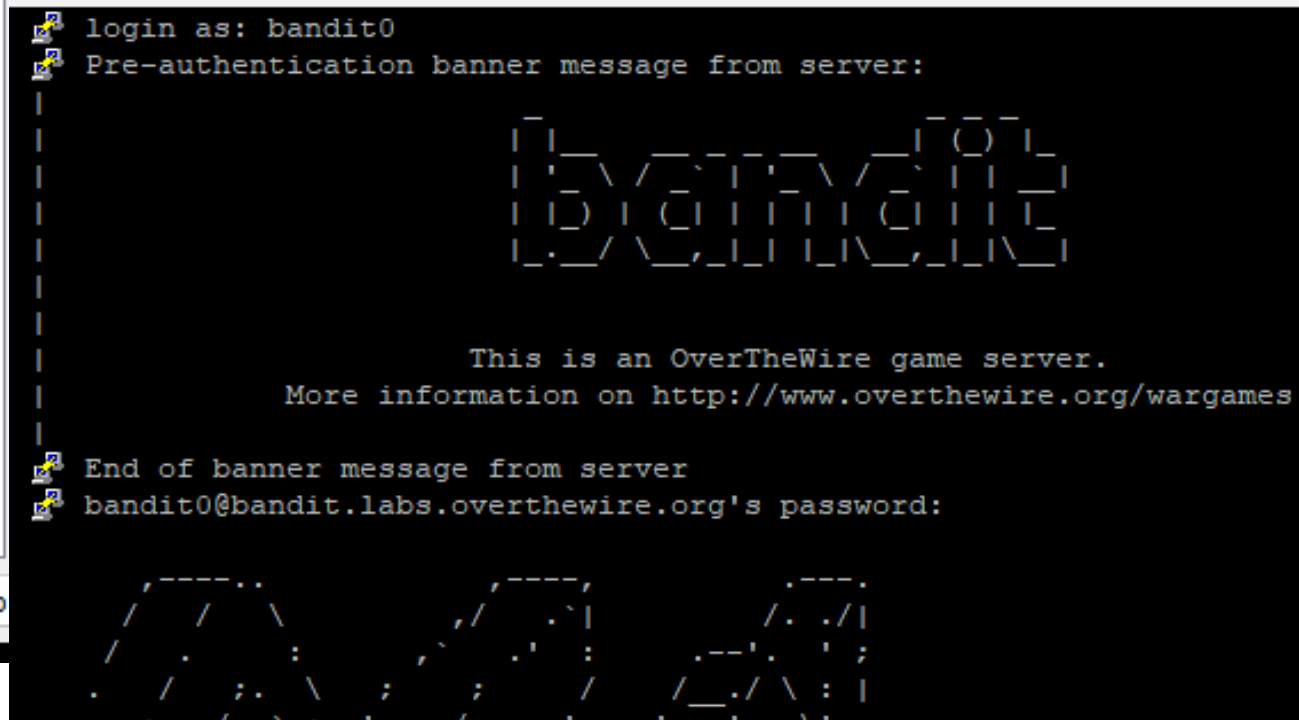 login as: bandit0
Pre-authentication banner message from server:
bandit
This is an OverTheWire game server.
More information on http://www.overthewire.org/wargames
End of banner message from server
bandit0@bandit.labs.overthewire.org's password: